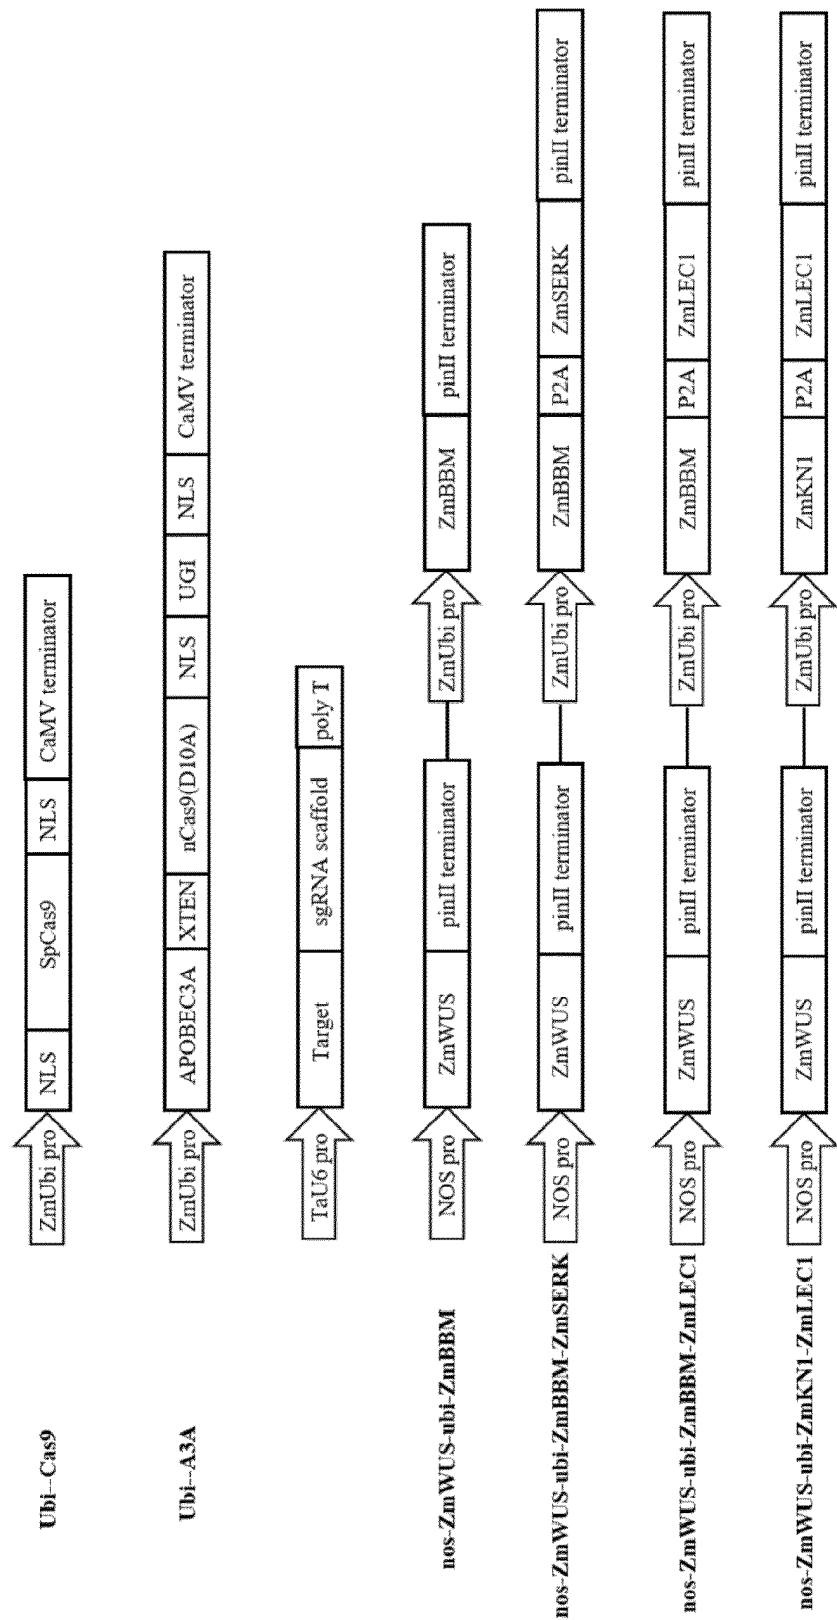 Ubi--Cas9 ZmUbi pro NLS SpCas9 NLS CaMV terminator
Ubi--A3A ZmUbi pro APOBEC3A XTEN nCas9(D10A) NLS UGI NLS CaMV terminator
TaU6 pro Target sgRNA scaffold poly T
nos-ZmWUS-ubi-ZmBBM NOS pro ZmWUS pinII terminator ZmUbi pro ZmBBM pinII terminator
nos-ZmWUS-ubi-ZmBBM-ZmSERK NOS pro ZmWUS pinII terminator ZmUbi pro ZmBBM P2A ZmSERK pinII terminator
nos-ZmWUS-ubi-ZmBBM-ZmLEC1 NOS pro ZmWUS pinII terminator ZmUbi pro ZmBBM P2A ZmLEC1 pinII terminator
nos-ZmWUS-ubi-ZmKN1-ZmLEC1 NOS pro ZmWUS pinII terminator ZmUbi pro ZmKN1 P2A ZmLEC1 pinII terminator